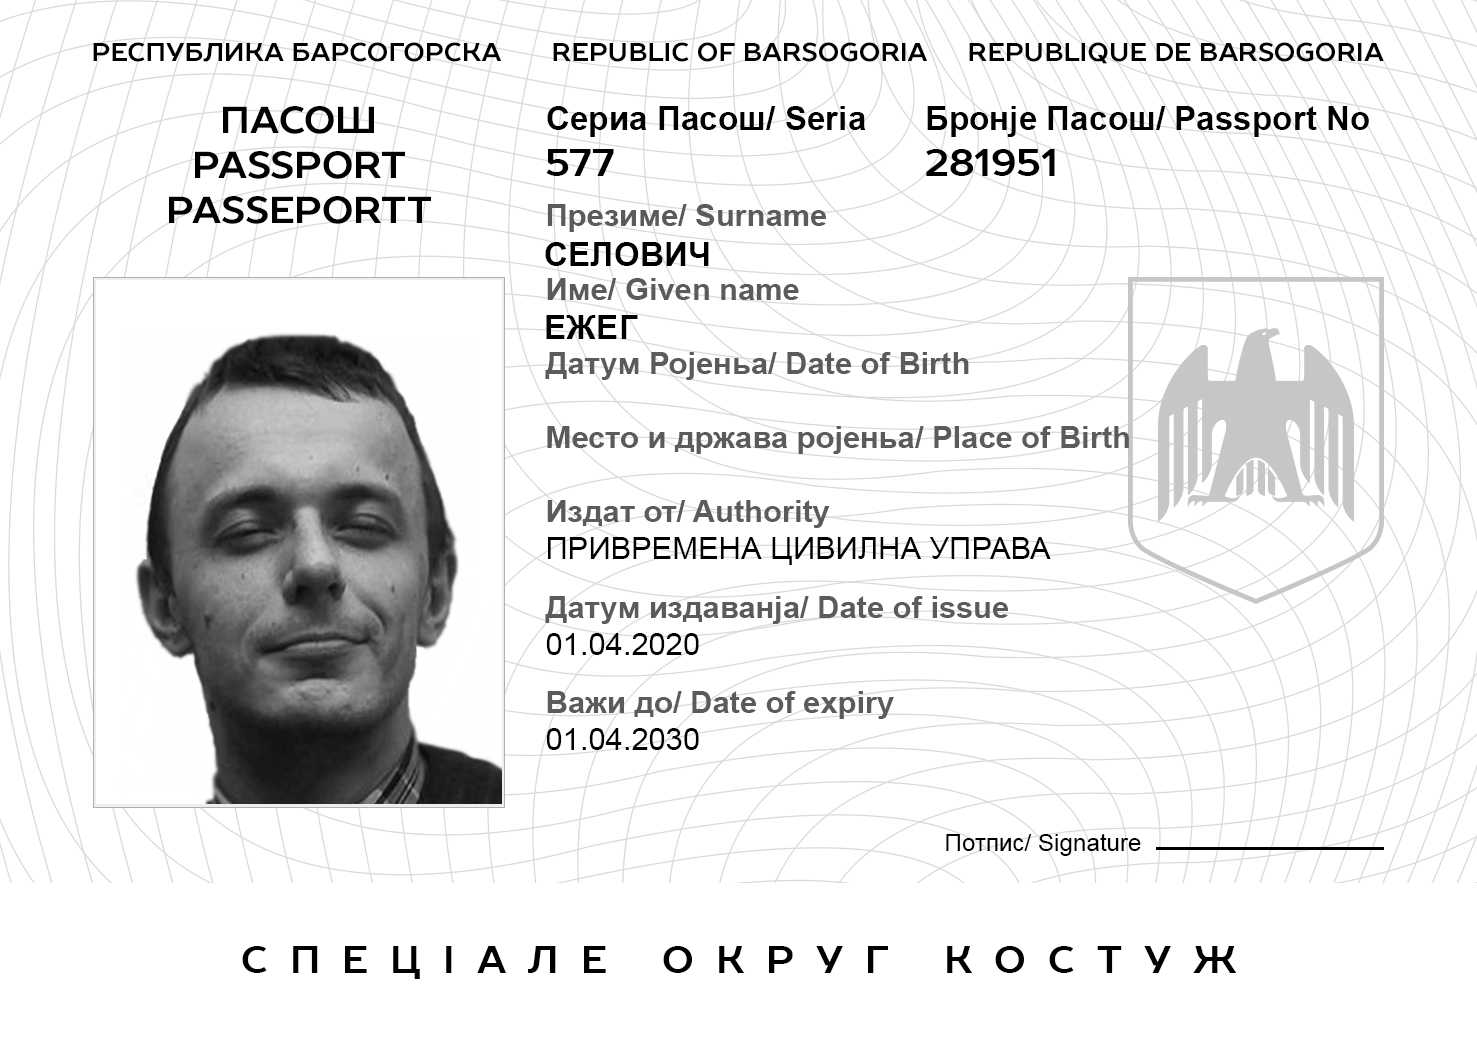 РЕСПУБЛИКА БАРСОГОРСКА REPUBLIC OF BARSOGORIA REPUBLIQUE DE BARSOGORIA
ПАСОШ
PASSPORT
PASSEPORTT
Сериа Пасош/ Seria
577
Бронје Пасош/ Passport No
281951
Презиме/ Surname
СЕЛОВИЧ
Име/ Given name
ЕЖЕГ
Датум Ројеньа/ Date of Birth
Место и држава ројеньа/ Place of Birth
Издат от/ Authority
ПРИВРЕМЕНА ЦИВИЛНА УПРАВА
Датум издаванја/ Date of issue
01.04.2020
Важи до/ Date of expiry
01.04.2030
Потпис/ Signature
СПЕЦІАЛЕ ОКРУГ КОСТУЖ